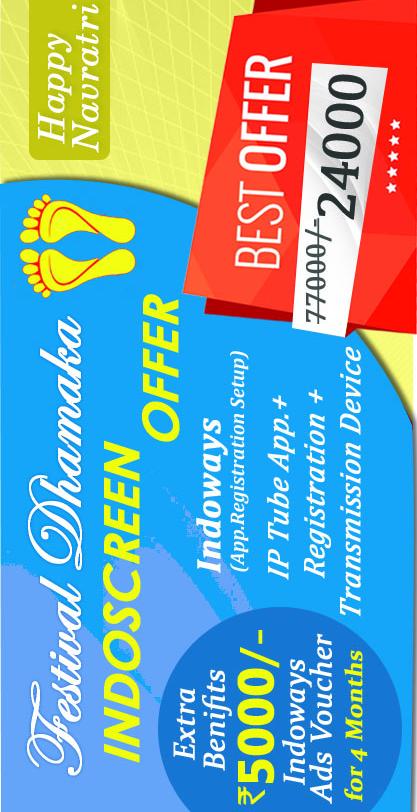 Happy
Navratri
Festival Dhamaka
INDOSCREEN
OFFER
BEST OFFER
77000/-
24000
Indoways
(App.Registration Setup)
IP Tube App.+
Registration +
Transmission Device
Extra
Benifits
₹5000/-
Indoways
Ads Voucher
for 4 Months